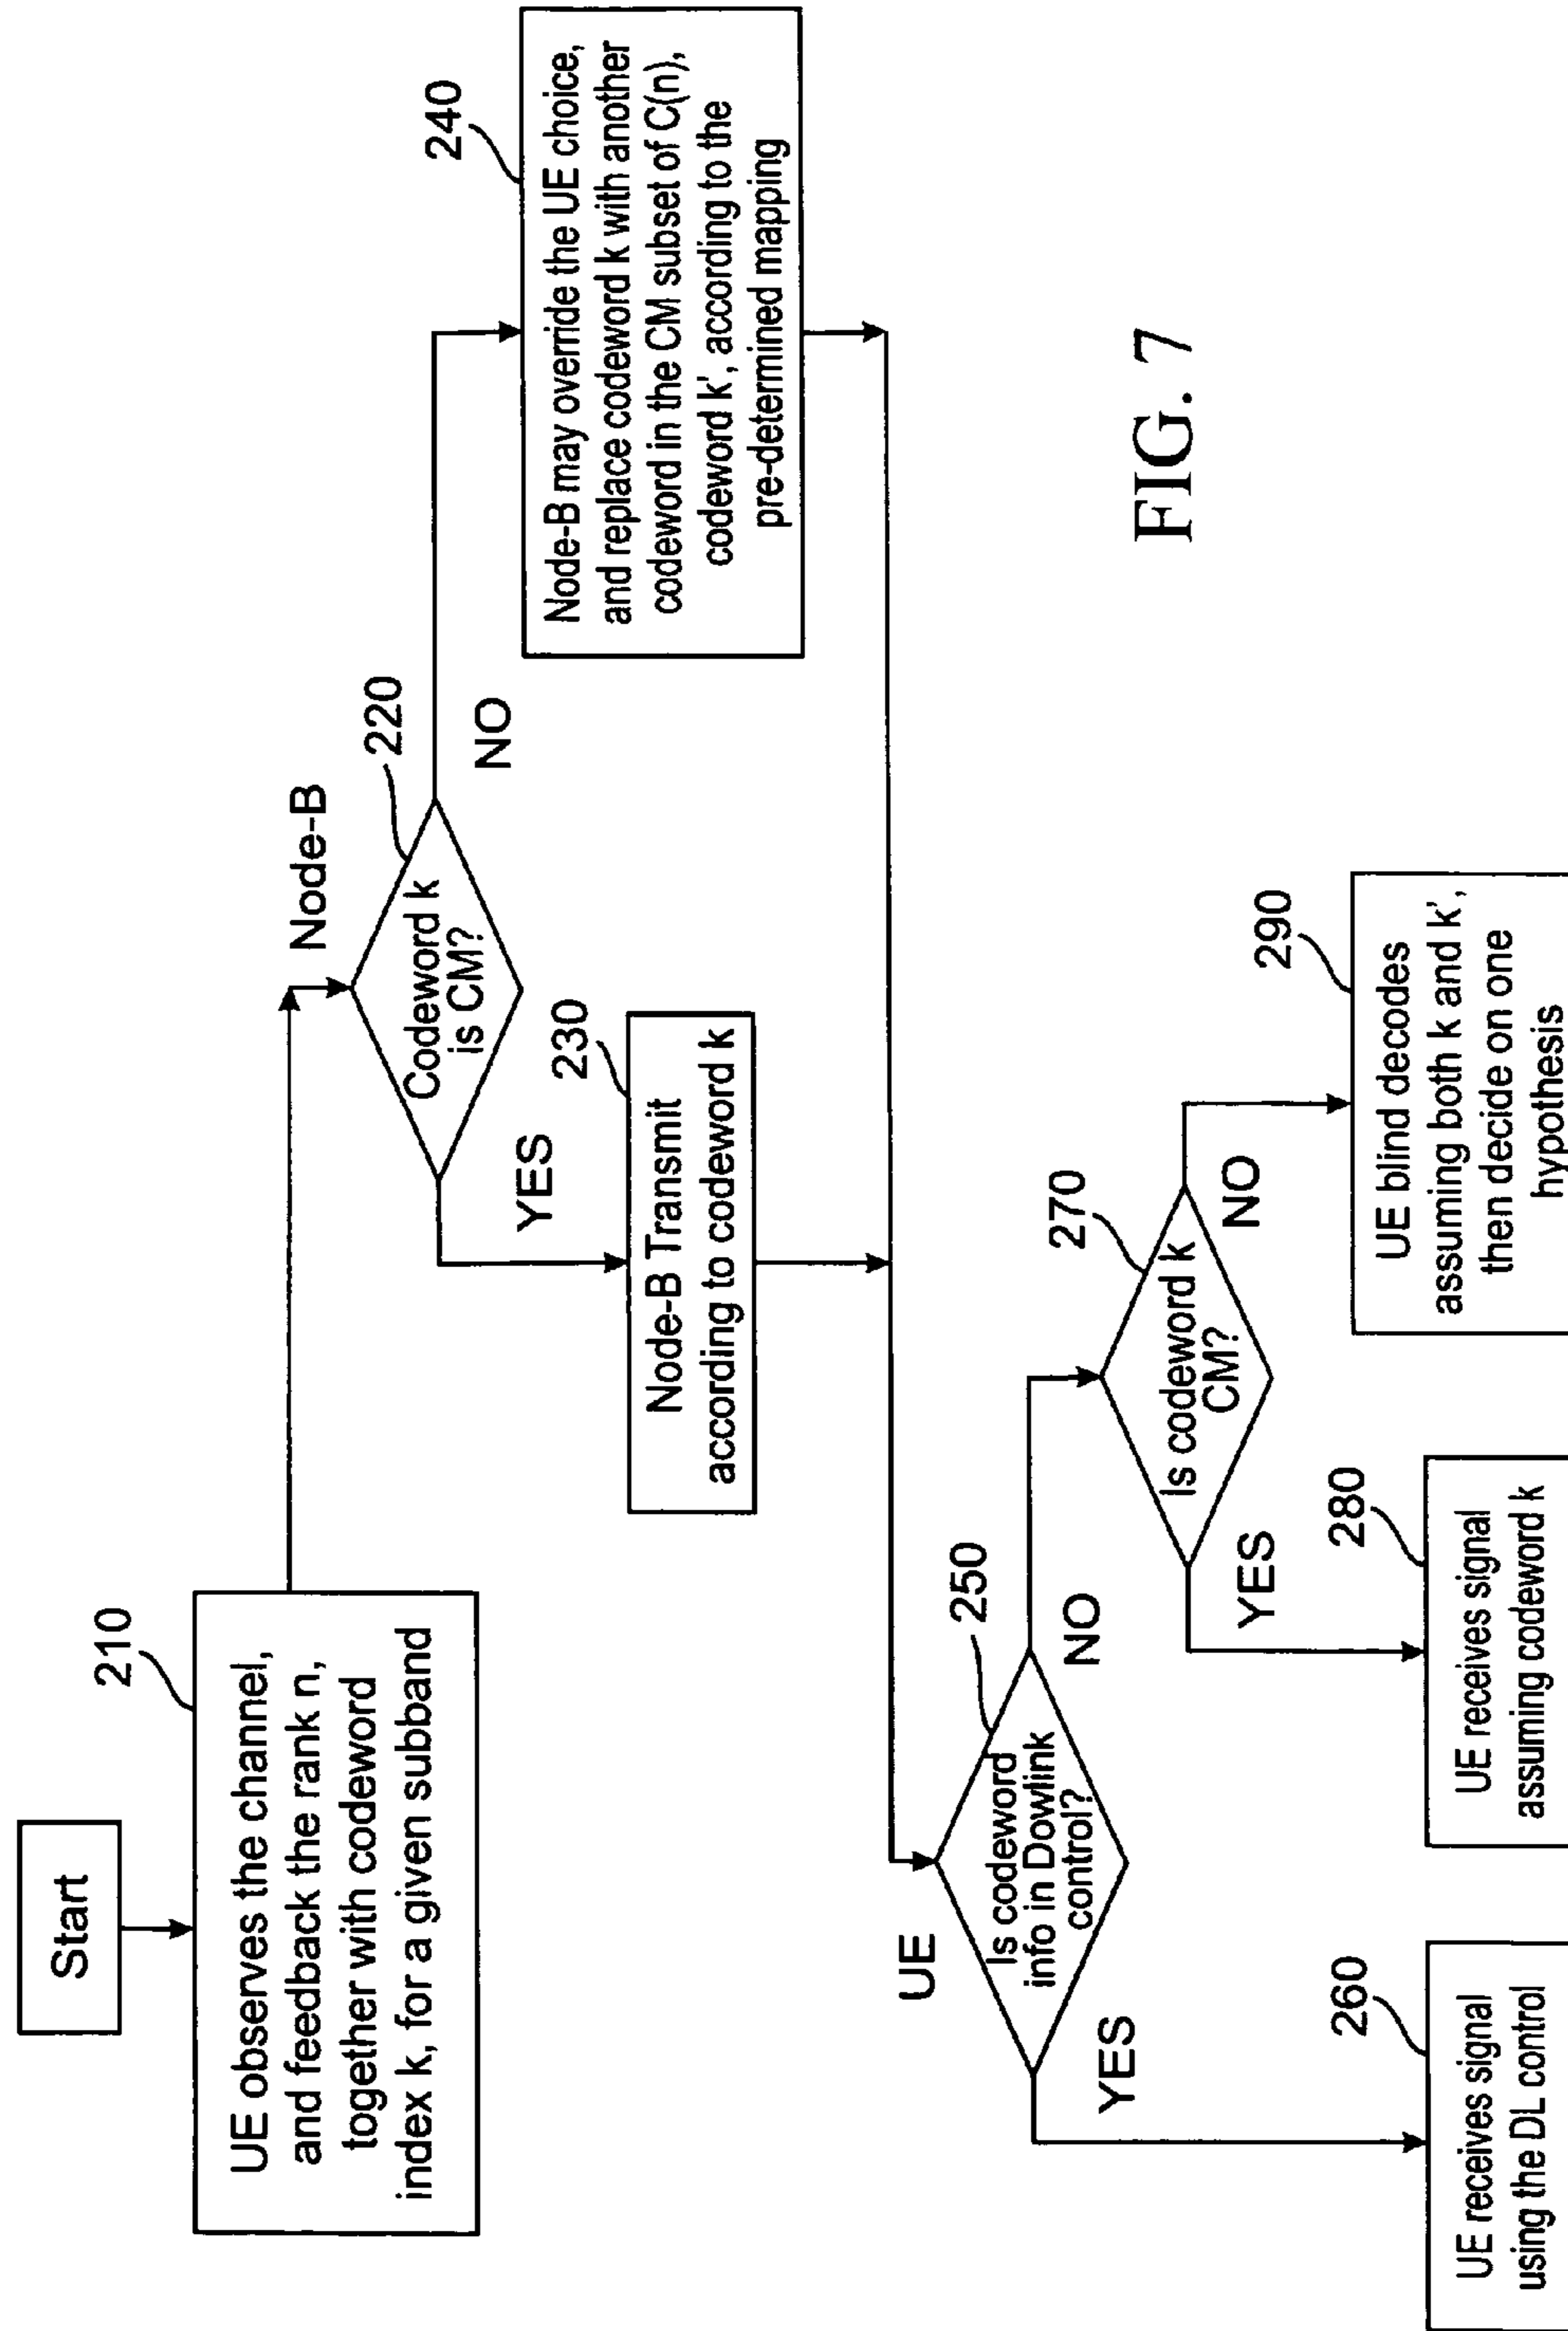 Start
210
UE observes the channel,
and feedback the rank n,
together with codeword
index k, for a given subband
Node-B
220
Codeword k
is CM?
YES
NO
230
Node-B Transmit
according to codeword k
240
Node-B may override the UE choice,
and replace codeword k with another
codeword in the CM subset of C(n),
codeword k', according to the
pre-determined mapping
UE
250
Is codeword
info in Dowlink
control?
YES
NO
260
UE receives signal
using the DL control
270
Is codeword k
CM?
YES
NO
280
UE receives signal
assuming codeword k
290
UE blind decodes
assuming both k and k',
then decide on one
hypothesis
FIG. 7